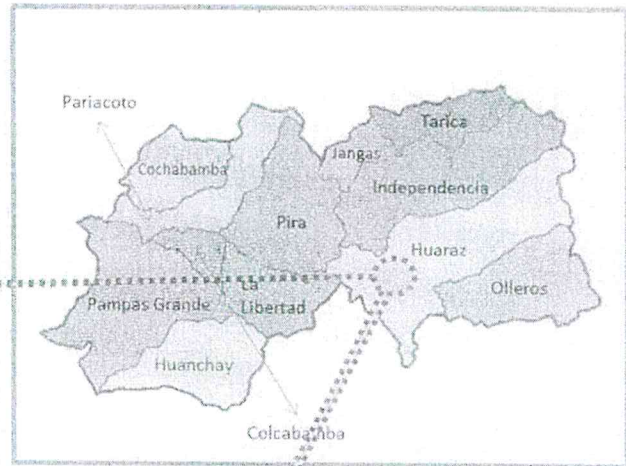 Pariacoto
Tarica
Jangas
Cochabamba
Independencia
Pira
Huaraz
La
Libertad
Olleros
Pampas Grande
Huanchay
Colcabamba